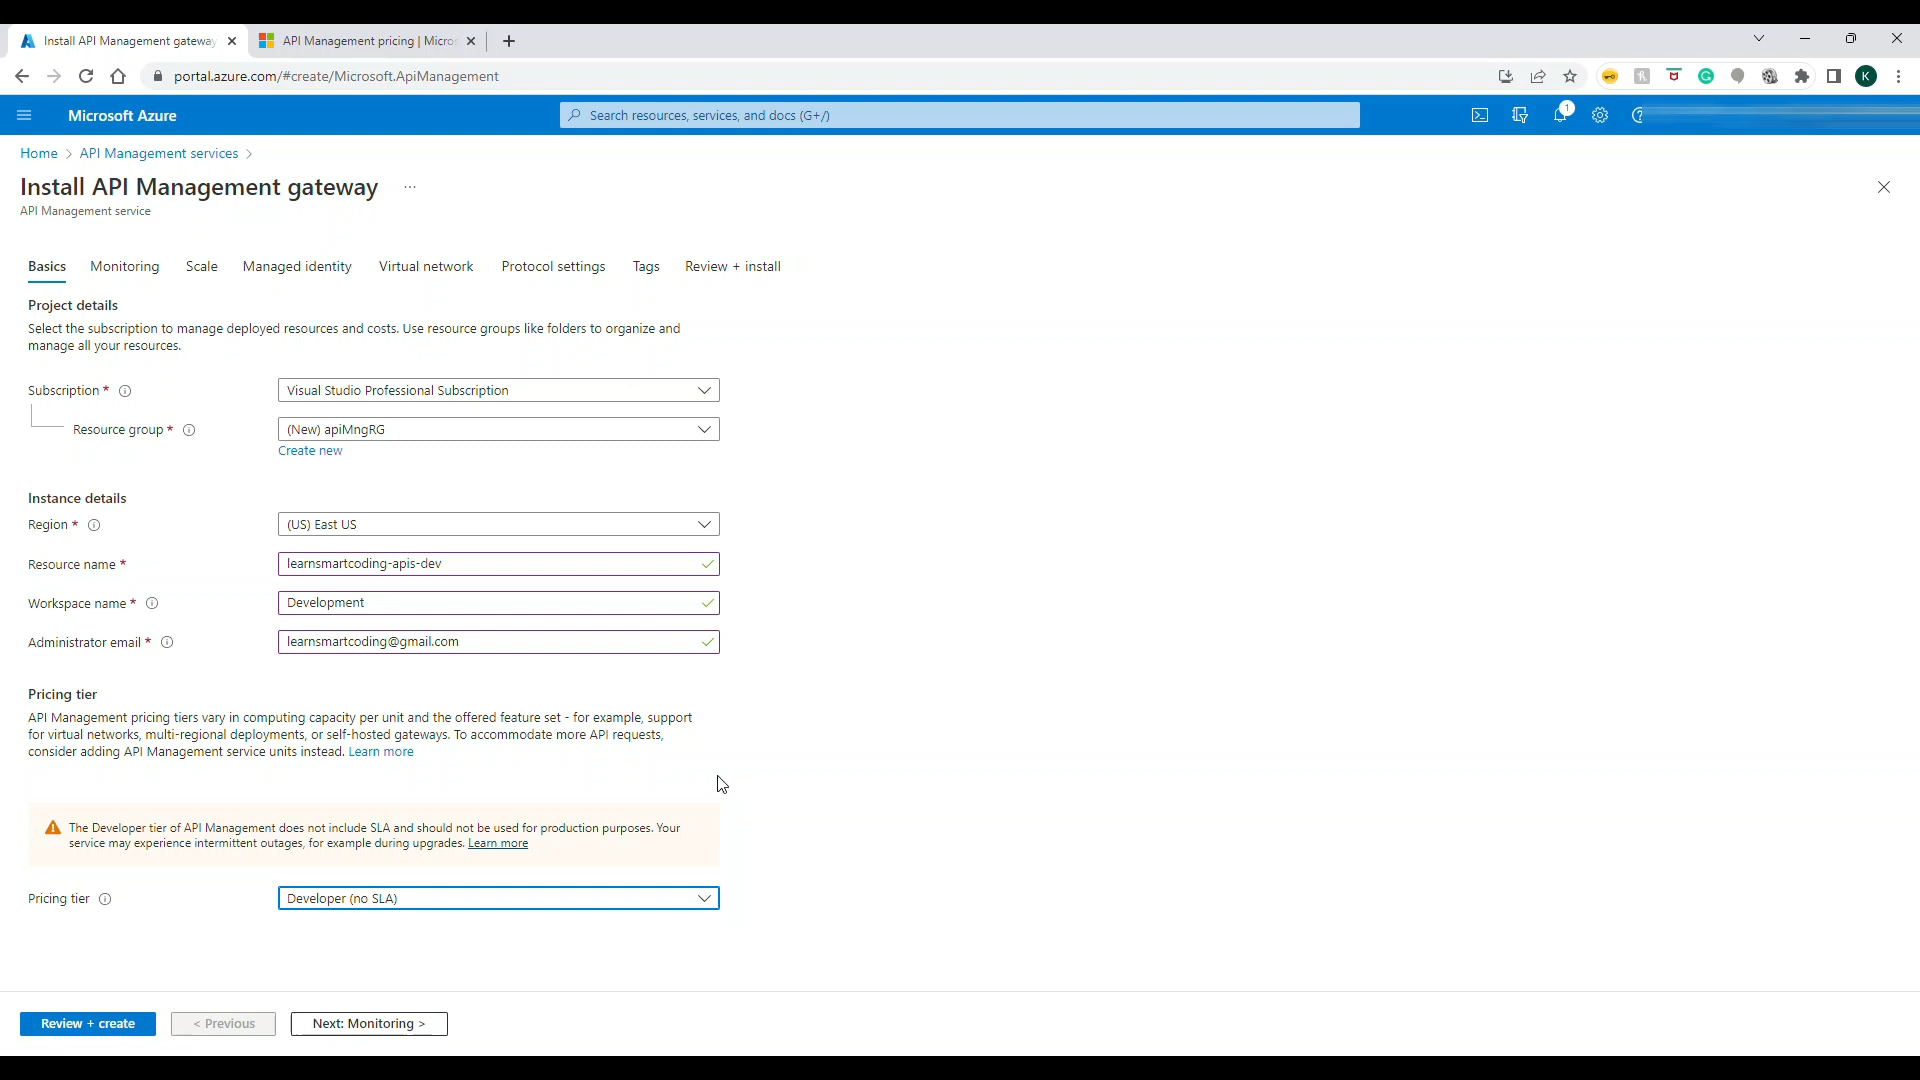 Install API Management gateway
API Management pricing | Micros
portal.azure.com/#create/Microsoft.ApiManagement
K
Microsoft Azure
Search resources, services, and docs (G+/)
1
Home > API Management services >
Install API Management gateway ...
API Management service
Basics Monitoring Scale Managed identity Virtual network Protocol settings Tags Review + install
Project details
Select the subscription to manage deployed resources and costs. Use resource groups like folders to organize and
manage all your resources.
Subscription * Visual Studio Professional Subscription
Resource group * (New) apiMngRG
Create new
Instance details
Region * (US) East US
Resource name * learnsmartcoding-apis-dev
Workspace name * Development
Administrator email * learnsmartcoding@gmail.com
Pricing tier
API Management pricing tiers vary in computing capacity per unit and the offered feature set - for example, support
for virtual networks, multi-regional deployments, or self-hosted gateways. To accommodate more API requests,
consider adding API Management service units instead. Learn more
The Developer tier of API Management does not include SLA and should not be used for production purposes. Your
service may experience intermittent outages, for example during upgrades. Learn more
Pricing tier Developer (no SLA)
Review + create < Previous Next: Monitoring >